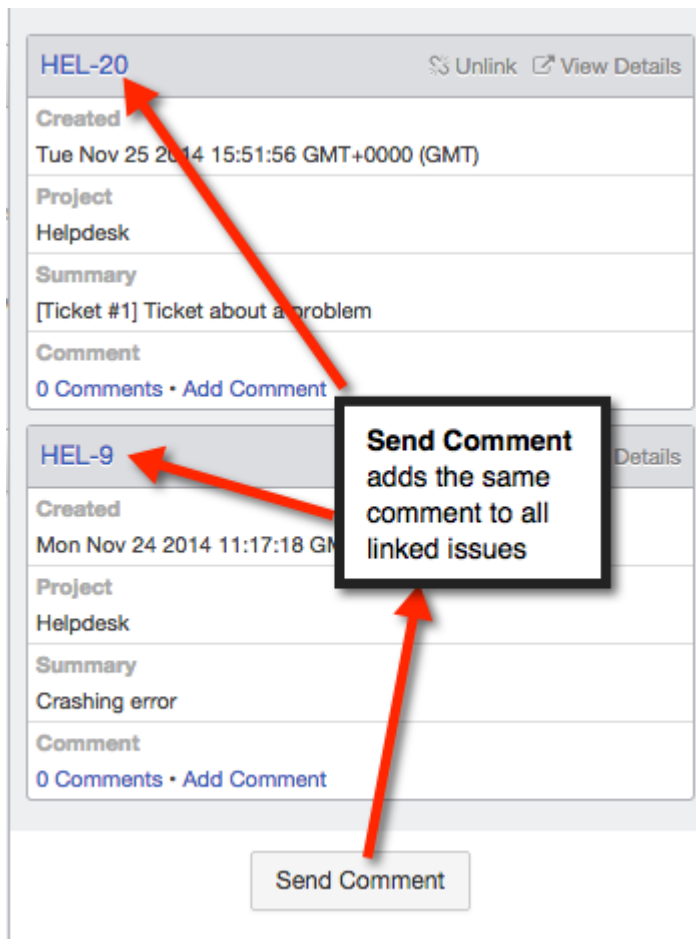 HEL-20 Unlink View Details
Created
Tue Nov 25 2014 15:51:56 GMT+0000 (GMT)
Project
Helpdesk
Summary
[Ticket #1] Ticket about a problem
Comment
0 Comments • Add Comment
HEL-9 Details
Created
Mon Nov 24 2014 11:17:18
Project
Helpdesk
Summary
Crashing error
Comment
0 Comments • Add Comment
Send Comment
adds the same
comment to all
linked issues
Send Comment